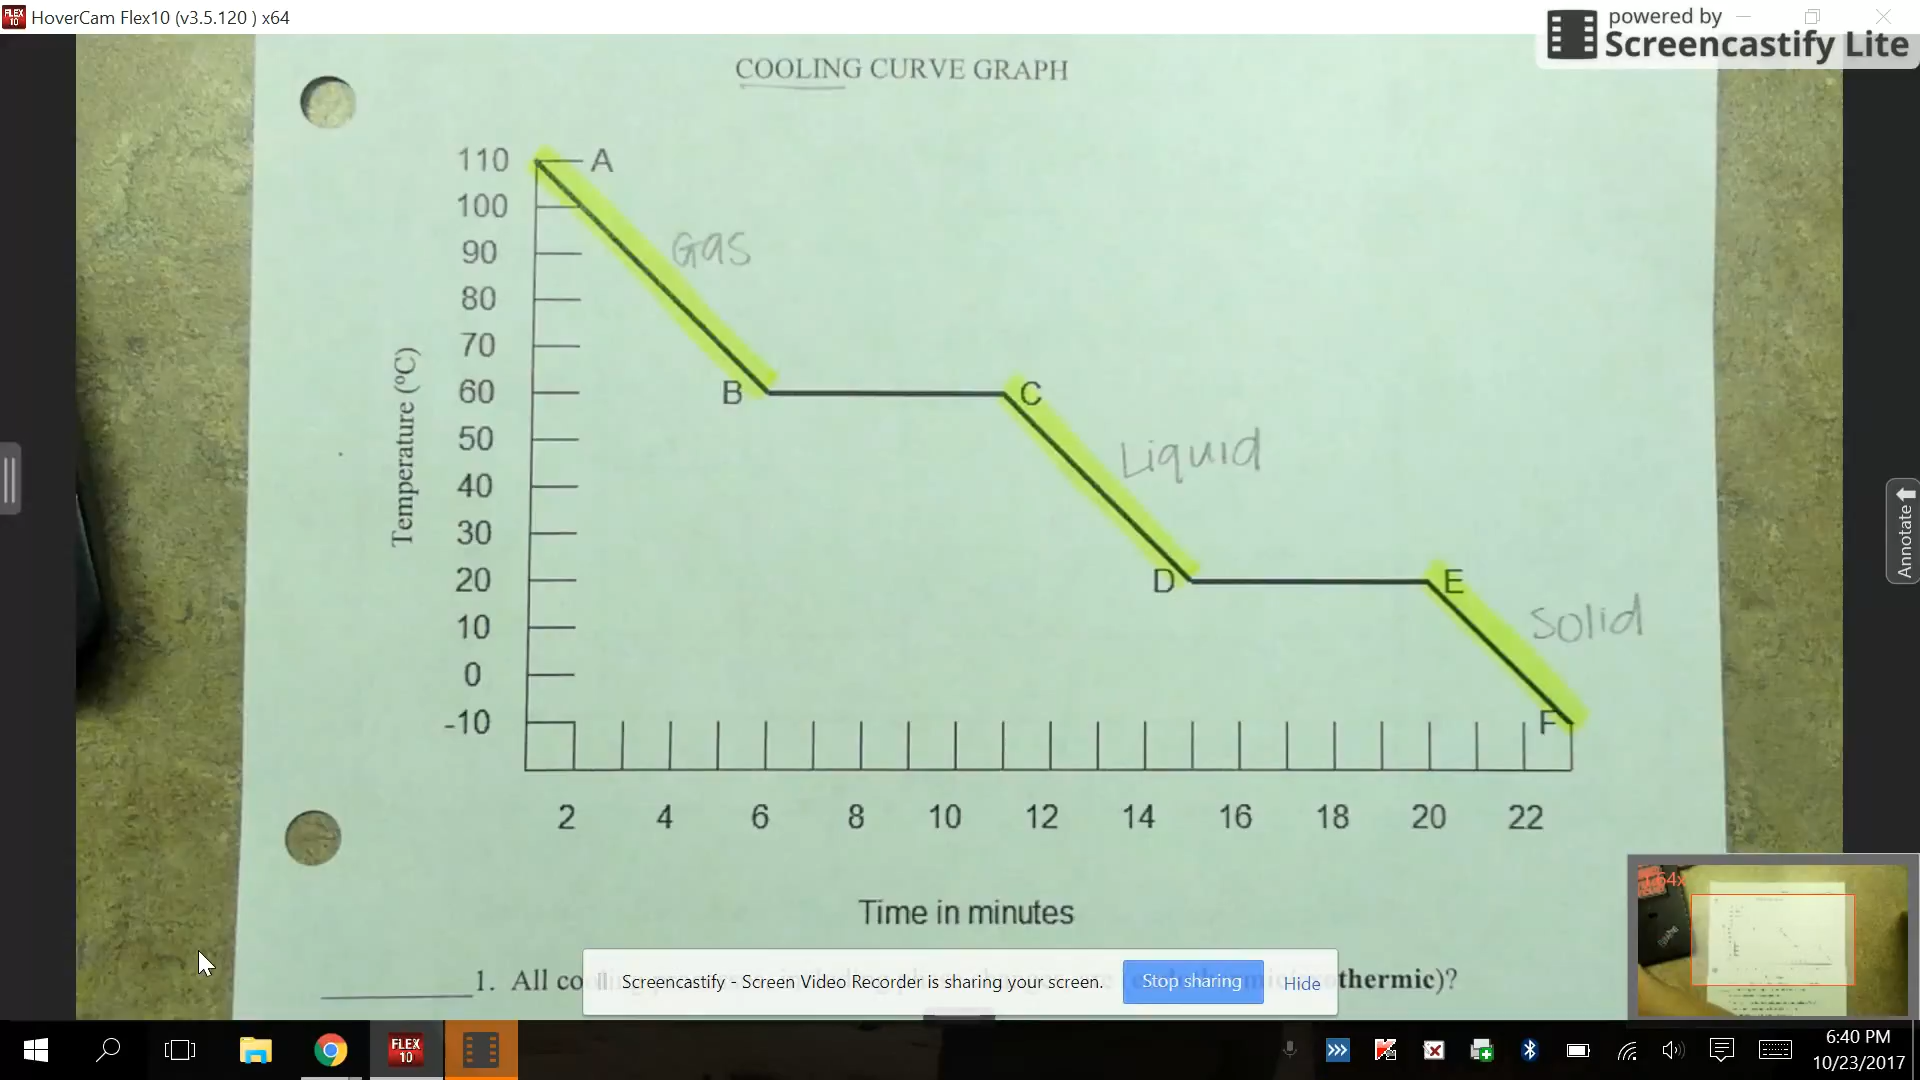 HoverCam Flex10 (v3.5.120 ) x64
powered by
Screencastify Lite
COOLING CURVE GRAPH
110
A
100
90
Gas
80
70
60
B
C
50
Liquid
40
30
20
D
E
10
Solid
0
-10
F
Temperature (°C)
2 4 6 8 10 12 14 16 18 20 22
Time in minutes
1. All co
othermic)?
Screencastify - Screen Video Recorder is sharing your screen.
Stop sharing
Hide
Annotate
FLEX
10
6:40 PM
10/23/2017